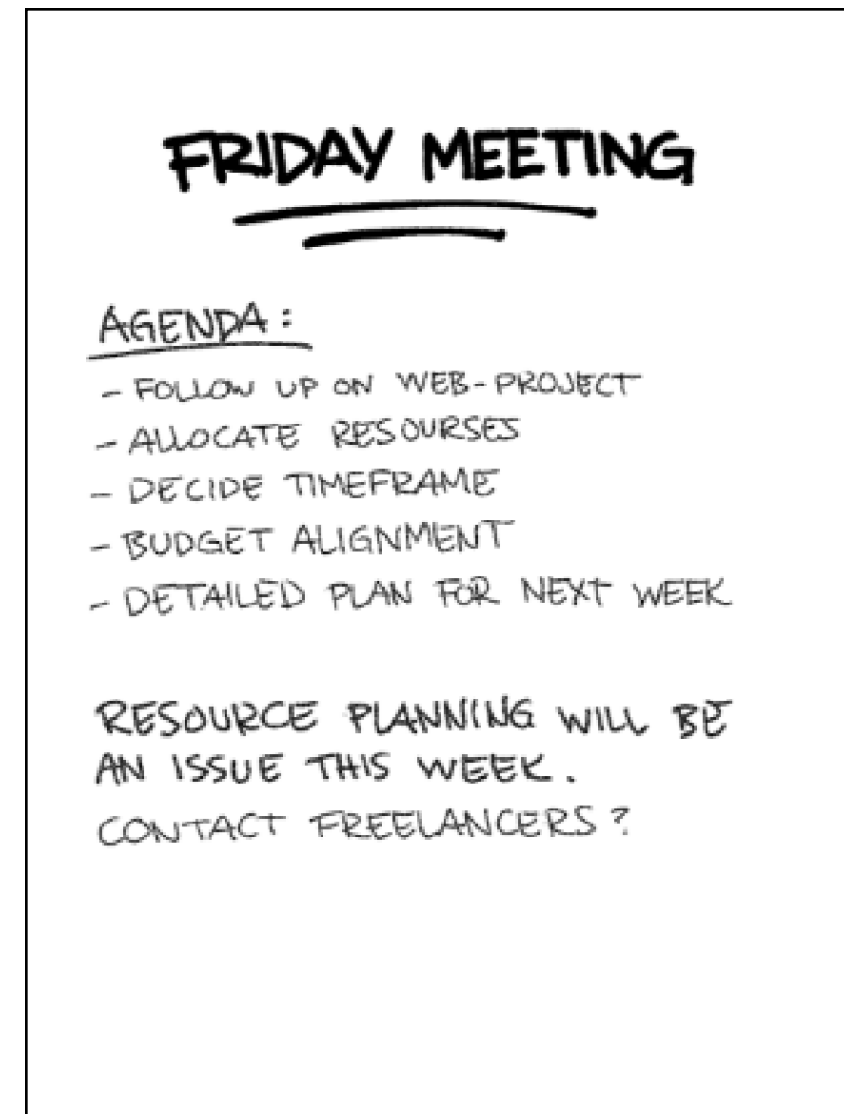 FRIDAY MEETING
AGENDA:
- FOLLOW UP ON WEB-PROJECT
- ALLOCATE RESOURSES
- DECIDE TIMEFRAME
- BUDGET ALIGNMENT
- DETAILED PLAN FOR NEXT WEEK
RESOURCE PLANNING WILL BE
AN ISSUE THIS WEEK.
CONTACT FREELANCERS?